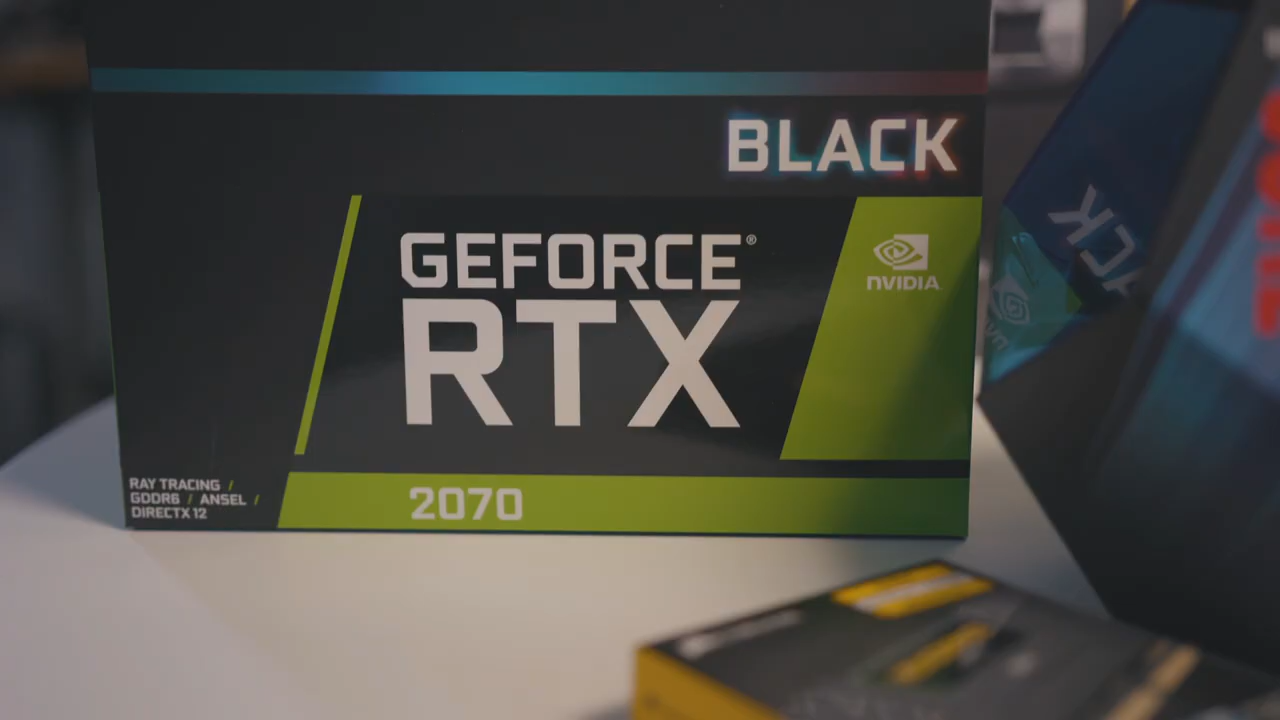 BLACK
GEFORCE®
RTX
NVIDIA
RAY TRACING /
GDDR6 / ANSEL /
DIRECTX 12
2070